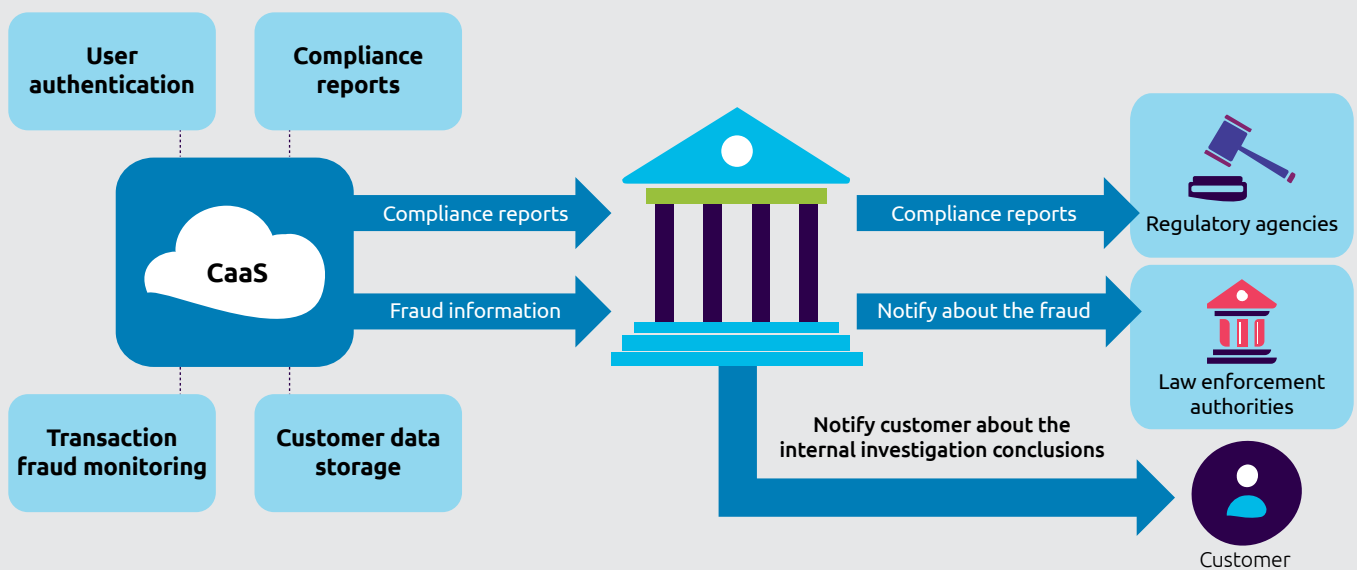 User
authentication
Compliance
reports
CaaS
Transaction
fraud monitoring
Customer data
storage
Compliance reports
Fraud information
Compliance reports
Notify about the fraud
Notify customer about the
internal investigation conclusions
Regulatory agencies
Law enforcement
authorities
Customer